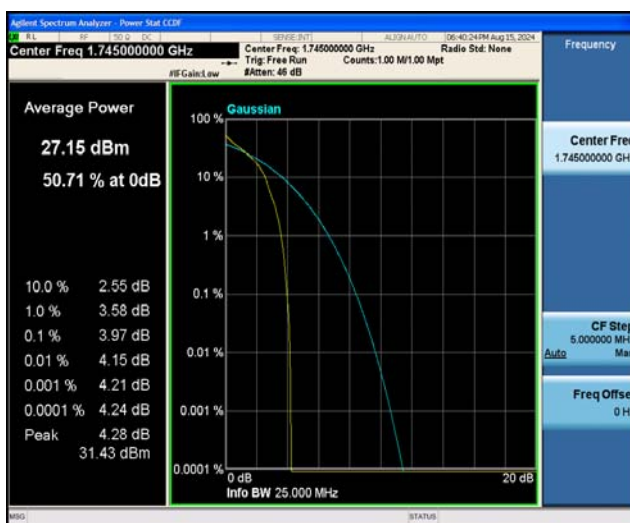 Agilent Spectrum Analyzer - Power Stat CCDF
RL RF 50 Ω DC SENSE:INT ALIGN AUTO 06:40:24 PM Aug 15, 2024
Center Freq 1.745000000 GHz
Center Freq: 1.745000000 GHz Radio Std: None
Trig: Free Run Counts:1.00 M/1.00 Mpt
#IFGain:Low #Atten: 46 dB
Frequency
Average Power
27.15 dBm
50.71 % at 0dB
10.0 % 2.55 dB
1.0 % 3.58 dB
0.1 % 3.97 dB
0.01 % 4.15 dB
0.001 % 4.21 dB
0.0001 % 4.24 dB
Peak 4.28 dB
31.43 dBm
Gaussian
100 %
10 %
1 %
0.1 %
0.01 %
0.001 %
0.0001 %
0 dB 20 dB
Info BW 25.000 MHz
Center Fre
1.745000000 GH
CF Ste
5.000000 MH
Auto Ma
Freq Offse
0 H
MSG STATUS